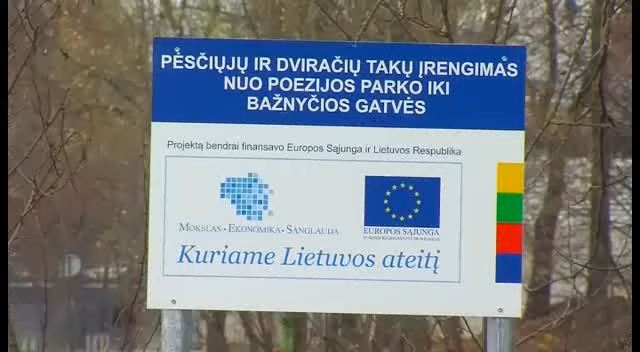 PĖSČIŲJŲ IR DVIRAČIŲ TAKŲ ĮRENGIMAS
NUO POEZIJOS PARKO IKI
BAŽNYČIOS GATVĖS
Projektą bendrai finansavo Europos Sąjunga ir Lietuvos Respublika
MOKSLAS • EKONOMIKA • SANGLAUDA
EUROPOS SĄJUNGA
Kuriame Lietuvos ateitį